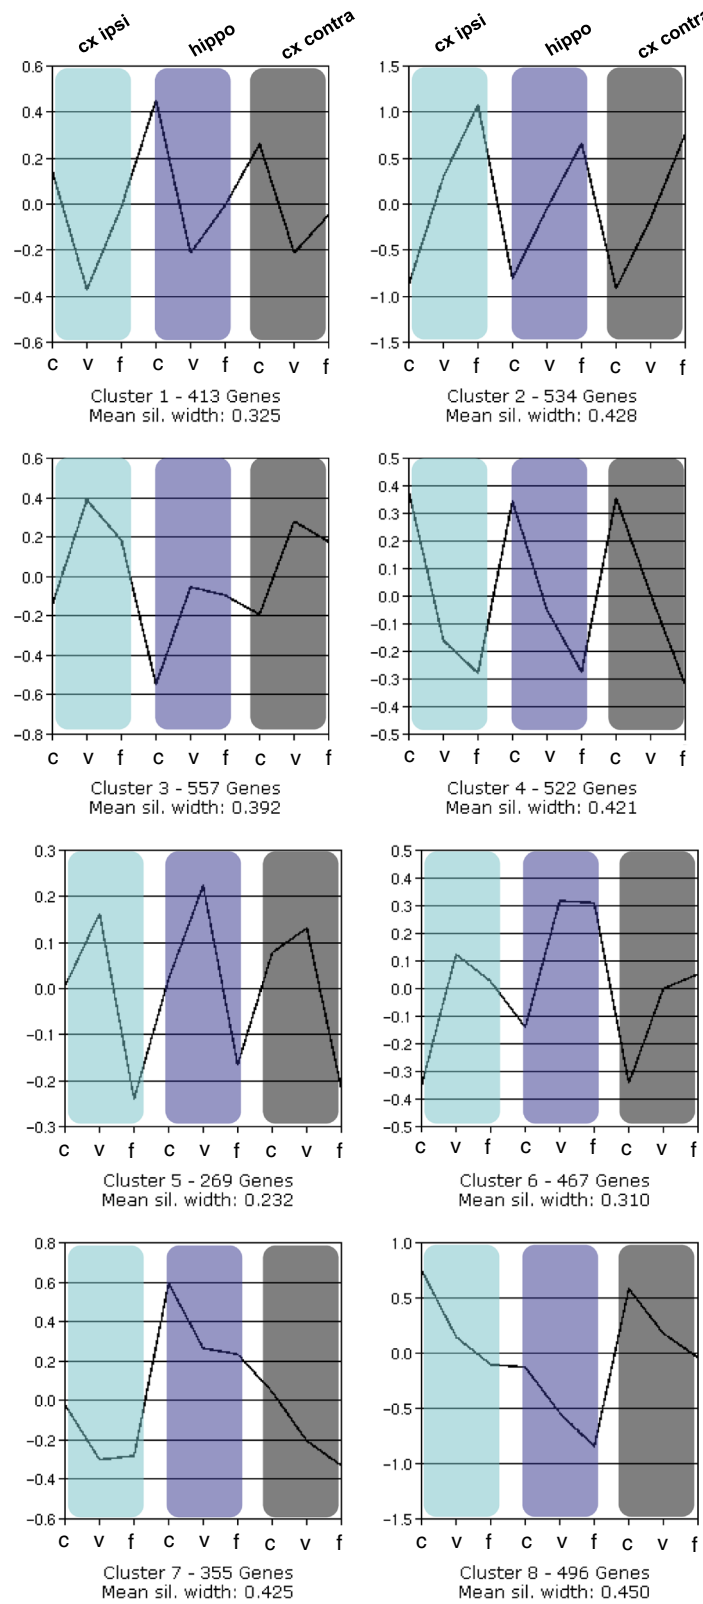 cx ipsi hippo cx contra cx ipsi hippo cx contra
0.6 1.5
0.4 1.0
0.2 0.5
0.0 0.0
−0.2 −0.5
−0.4 −1.0
−0.6 −1.5
c v f c v f c v f c v f c v f c v f
Cluster 1 - 413 Genes Cluster 2 - 534 Genes
Mean sil. width: 0.325 Mean sil. width: 0.428
0.6 0.5
0.4
0.4 0.3
0.2 0.2
0.1
0.0 0.0
−0.1
−0.2 −0.2
−0.4 −0.3
−0.6 −0.4
−0.8 −0.5
c v f c v f c v f c v f c v f c v f
Cluster 3 - 557 Genes Cluster 4 - 522 Genes
Mean sil. width: 0.392 Mean sil. width: 0.421
0.3 0.5
0.4
0.2 0.3
0.2
0.1 0.1
0.0 0.0
−0.1 −0.1
−0.2
−0.2 −0.3
−0.4
−0.3 −0.5
c v f c v f c v f c v f c v f c v f
Cluster 5 - 269 Genes Cluster 6 - 467 Genes
Mean sil. width: 0.232 Mean sil. width: 0.310
0.8 1.0
0.6
0.4 0.5
0.2 0.0
0.0
−0.2 −0.5
−0.4 −1.0
−0.6 −1.5
c v f c v f c v f c v f c v f c v f
Cluster 7 - 355 Genes Cluster 8 - 496 Genes
Mean sil. width: 0.425 Mean sil. width: 0.450